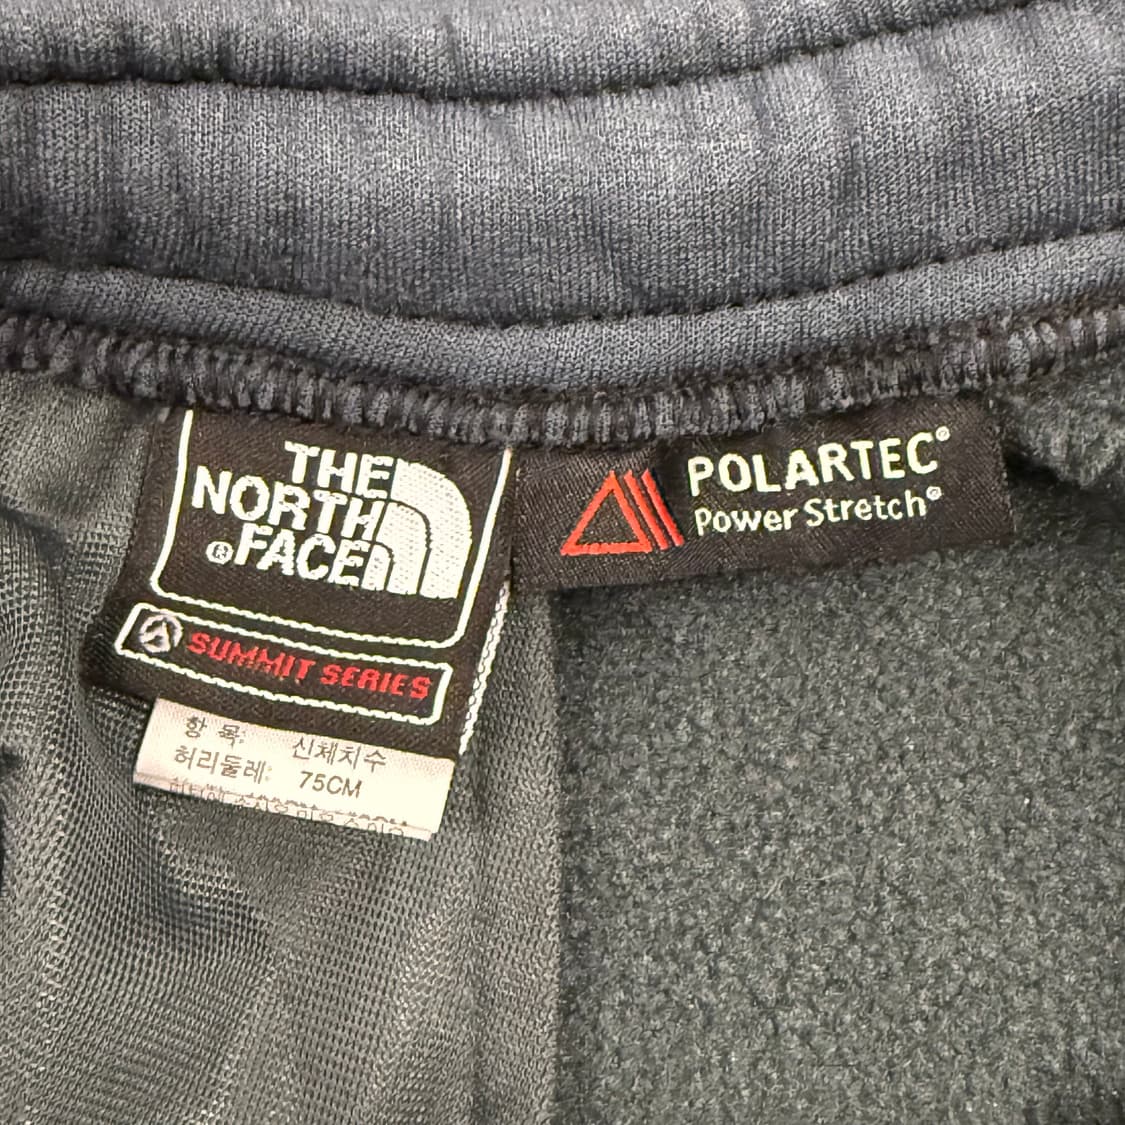 THE
NORTH
®FACE
SUMMIT SERIES
POLARTEC®
Power Stretch®
항 목: 신체치수
허리둘레: 75CM